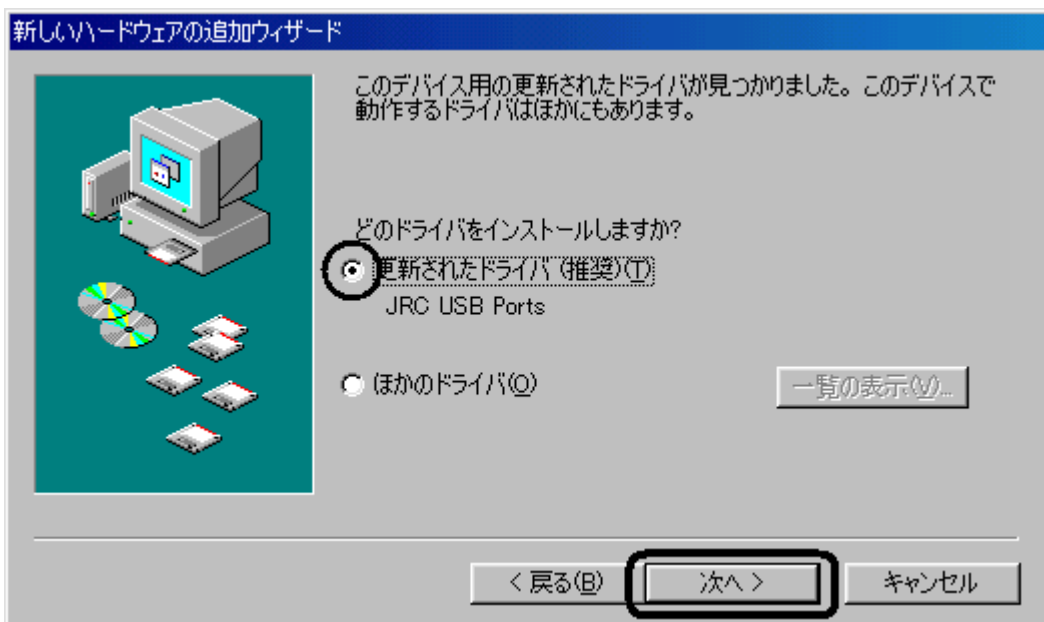 新しいハードウェアの追加ウィザード
このデバイス用の更新されたドライバが見つかりました。このデバイスで
動作するドライバはほかにもあります。
どのドライバをインストールしますか?
更新されたドライバ (推奨)(T)
JRC USB Ports
ほかのドライバ(O)
一覧の表示(V)...
< 戻る(B)
次へ >
キャンセル